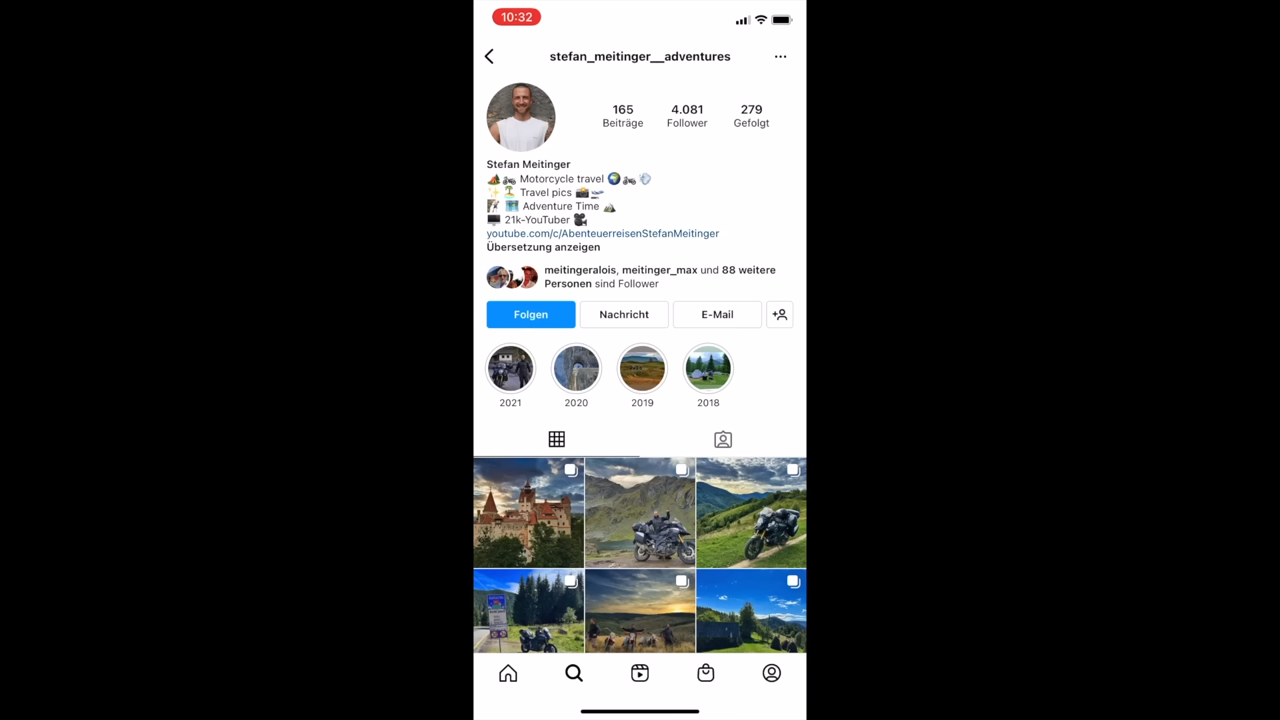 10:32
stefan_meitinger__adventures
165
Beiträge
4.081
Follower
279
Gefolgt
Stefan Meitinger
🏕️🏍️ Motorcycle travel 🌍🏍️💨
✨🏝️ Travel pics 📸🛩️
🧗🗺️ Adventure Time ⛰️
🖥️ 21k-YouTuber 🎥
youtube.com/c/AbenteuerreisenStefanMeitinger
Übersetzung anzeigen
meitingeralois, meitinger_max und 88 weitere
Personen sind Follower
Folgen
Nachricht
E-Mail
2021
2020
2019
2018